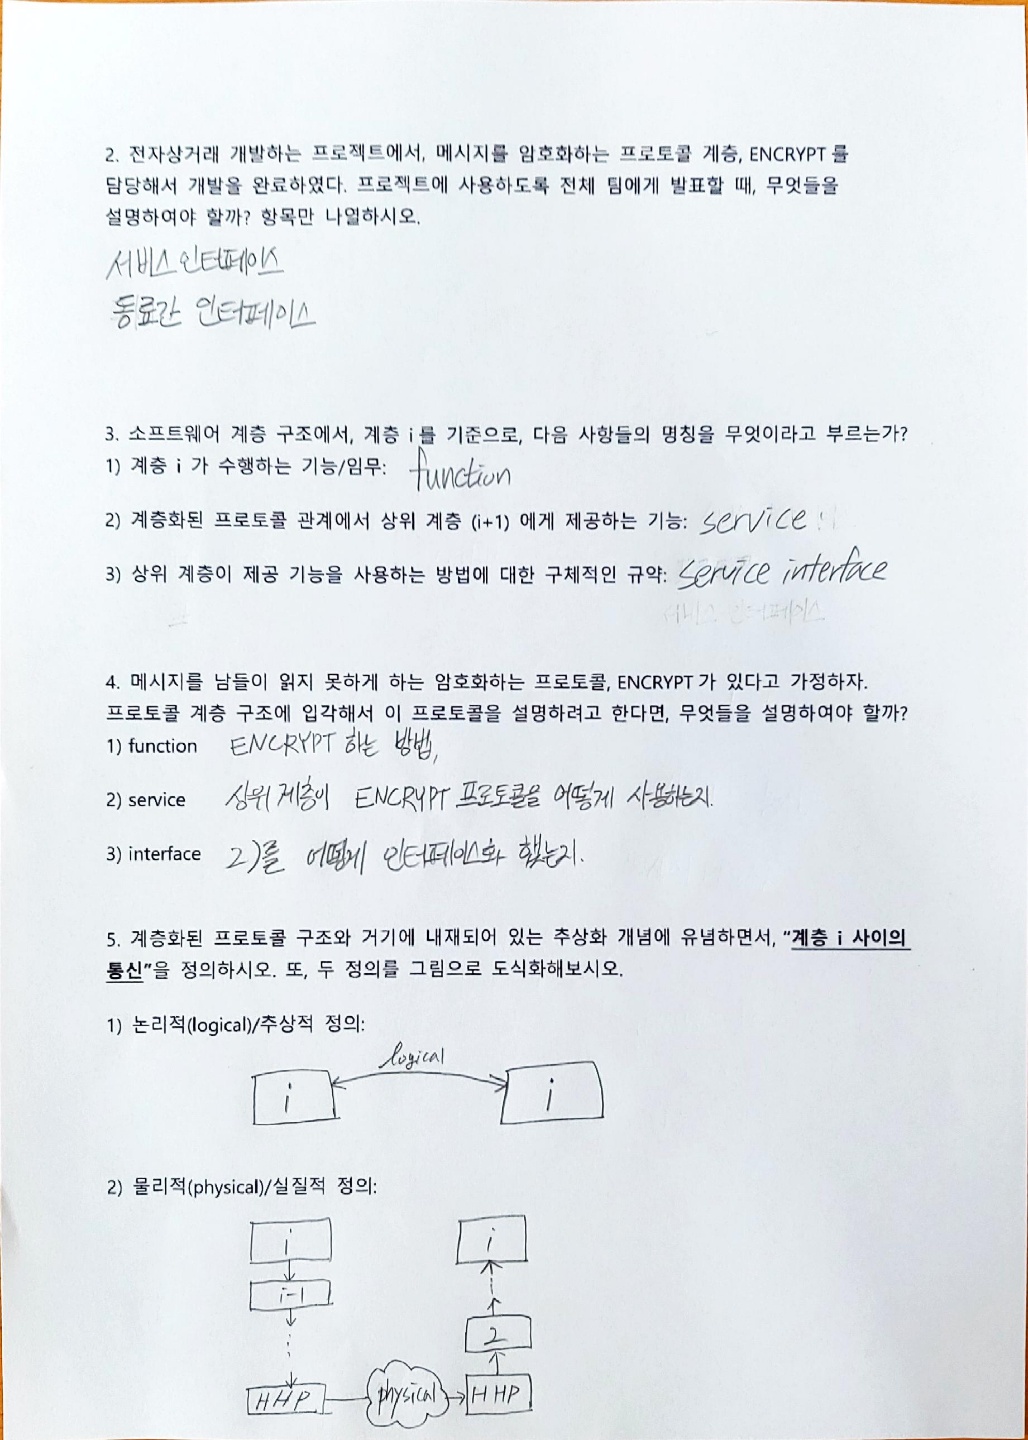 2. 전자상거래 개발하는 프로젝트에서, 메시지를 암호화하는 프로토콜 계층, ENCRYPT를
담당해서 개발을 완료하였다. 프로젝트에 사용하도록 전체 팀에게 발표할 때, 무엇들을
설명하여야 할까? 항목만 나열하시오.
서비스 인터페이스
동료간 인터페이스
3. 소프트웨어 계층 구조에서, 계층 i를 기준으로, 다음 사항들의 명칭을 무엇이라고 부르는가?
1) 계층 i 가 수행하는 기능/임무: function
2) 계층화된 프로토콜 관계에서 상위 계층 (i+1) 에게 제공하는 기능: service
3) 상위 계층이 제공 기능을 사용하는 방법에 대한 구체적인 규약: service interface
서비스 인터페이스
4. 메시지를 남들이 읽지 못하게 하는 암호화하는 프로토콜, ENCRYPT가 있다고 가정하자.
프로토콜 계층 구조에 입각해서 이 프로토콜을 설명하려고 한다면, 무엇들을 설명하여야 할까?
1) function ENCRYPT 하는 방법,
2) service 상위 계층이 ENCRYPT 프로토콜을 어떻게 사용하는지.
3) interface 2)를 어떻게 인터페이스화 했는지.
5. 계층화된 프로토콜 구조와 거기에 내재되어 있는 추상화 개념에 유념하면서, "계층 i 사이의
통신"을 정의하시오. 또, 두 정의를 그림으로 도식화해보시오.
1) 논리적(logical)/추상적 정의:
logical
i i
2) 물리적(physical)/실질적 정의:
i i
i-1
2
HHP physical HHP